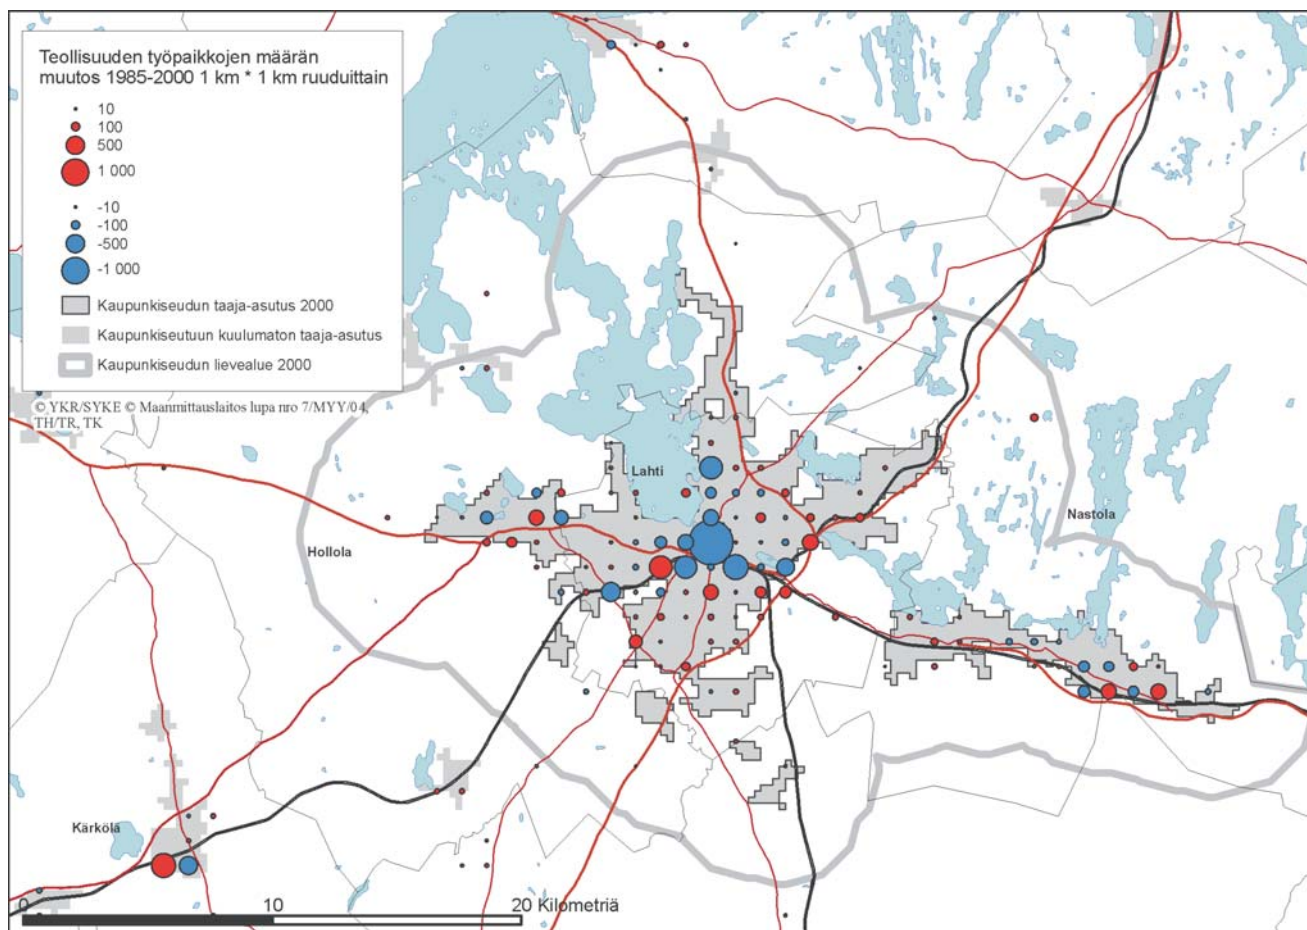 Teollisuuden työpaikkojen määrän
muutos 1985-2000 1 km * 1 km ruuduittain
10
100
500
1 000
-10
-100
-500
-1 000
Kaupunkiseudun taaja-asutus 2000
Kaupunkiseutuun kuulumaton taaja-asutus
Kaupunkiseudun lievealue 2000
© YKR/SYKE © Maanmittauslaitos lupa nro 7/MYY/04,
TH/TR, TK
Lahti
Nastola
Hollola
Kärkölä
0 10 20 Kilometriä